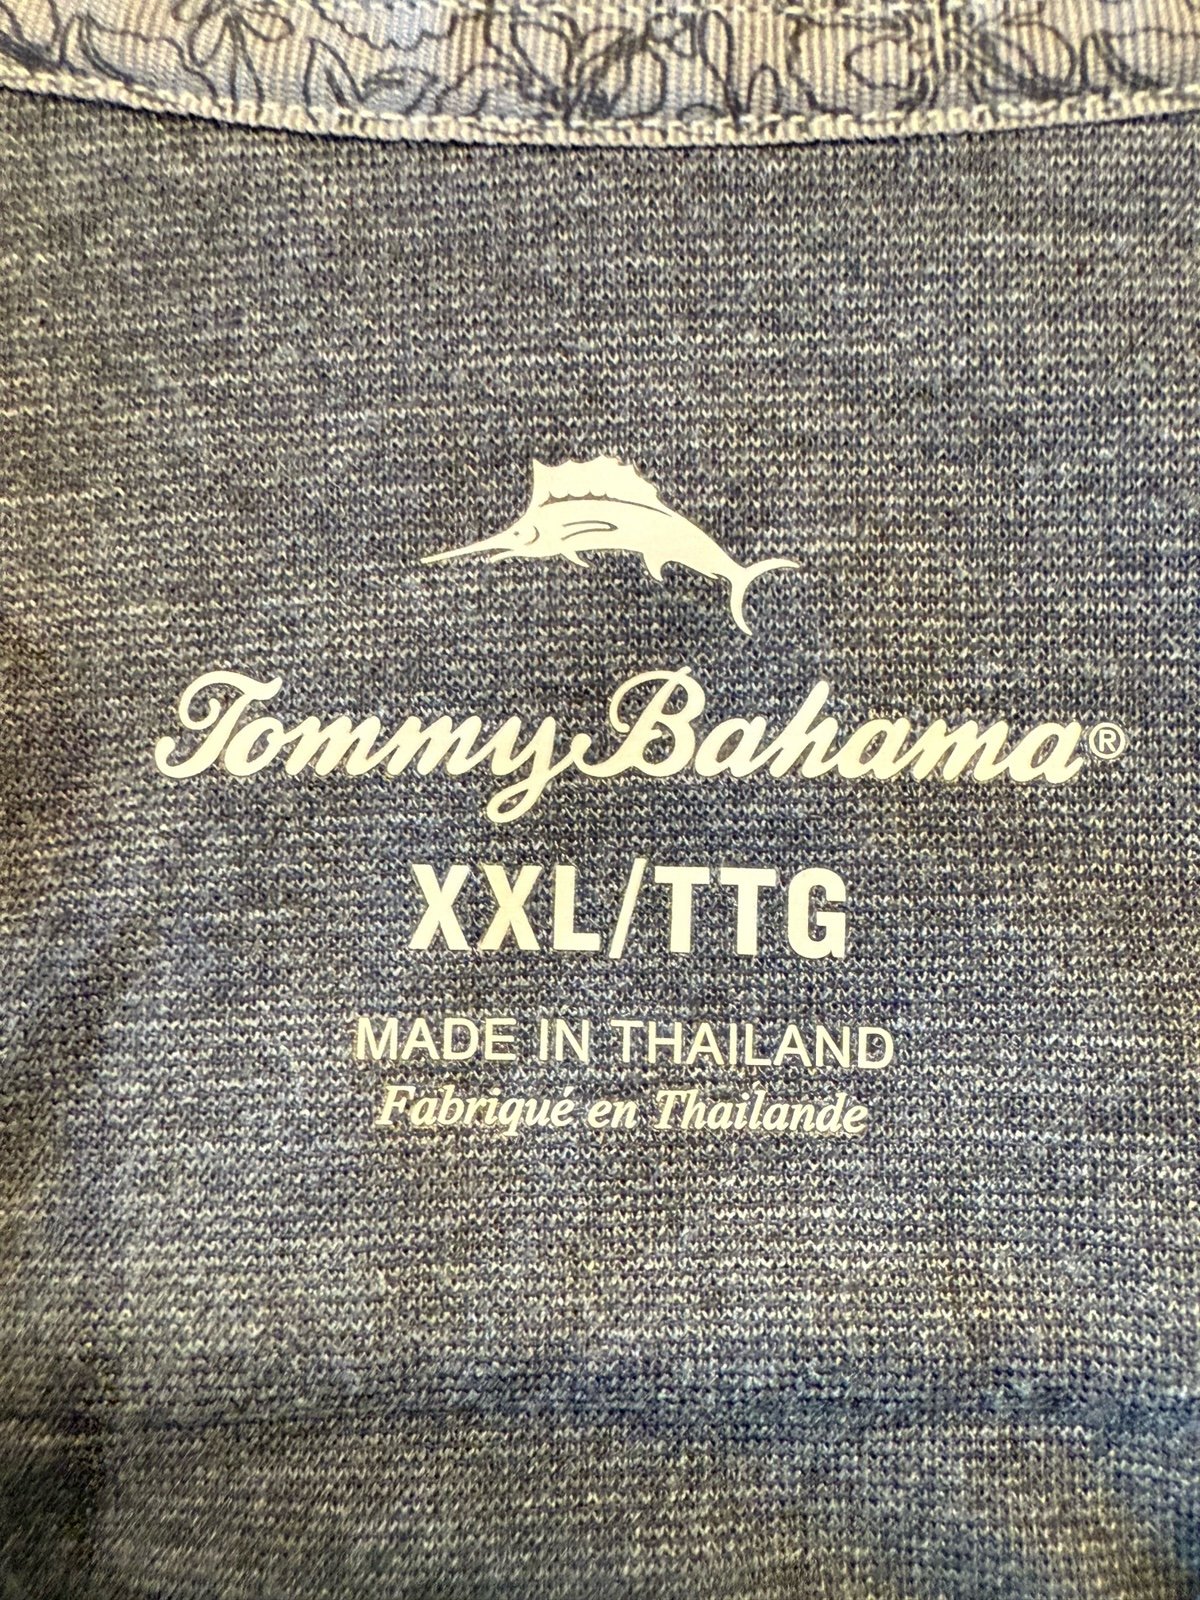 Tommy Bahama®
XXL/TTG
MADE IN THAILAND
Fabriqué en Thailande